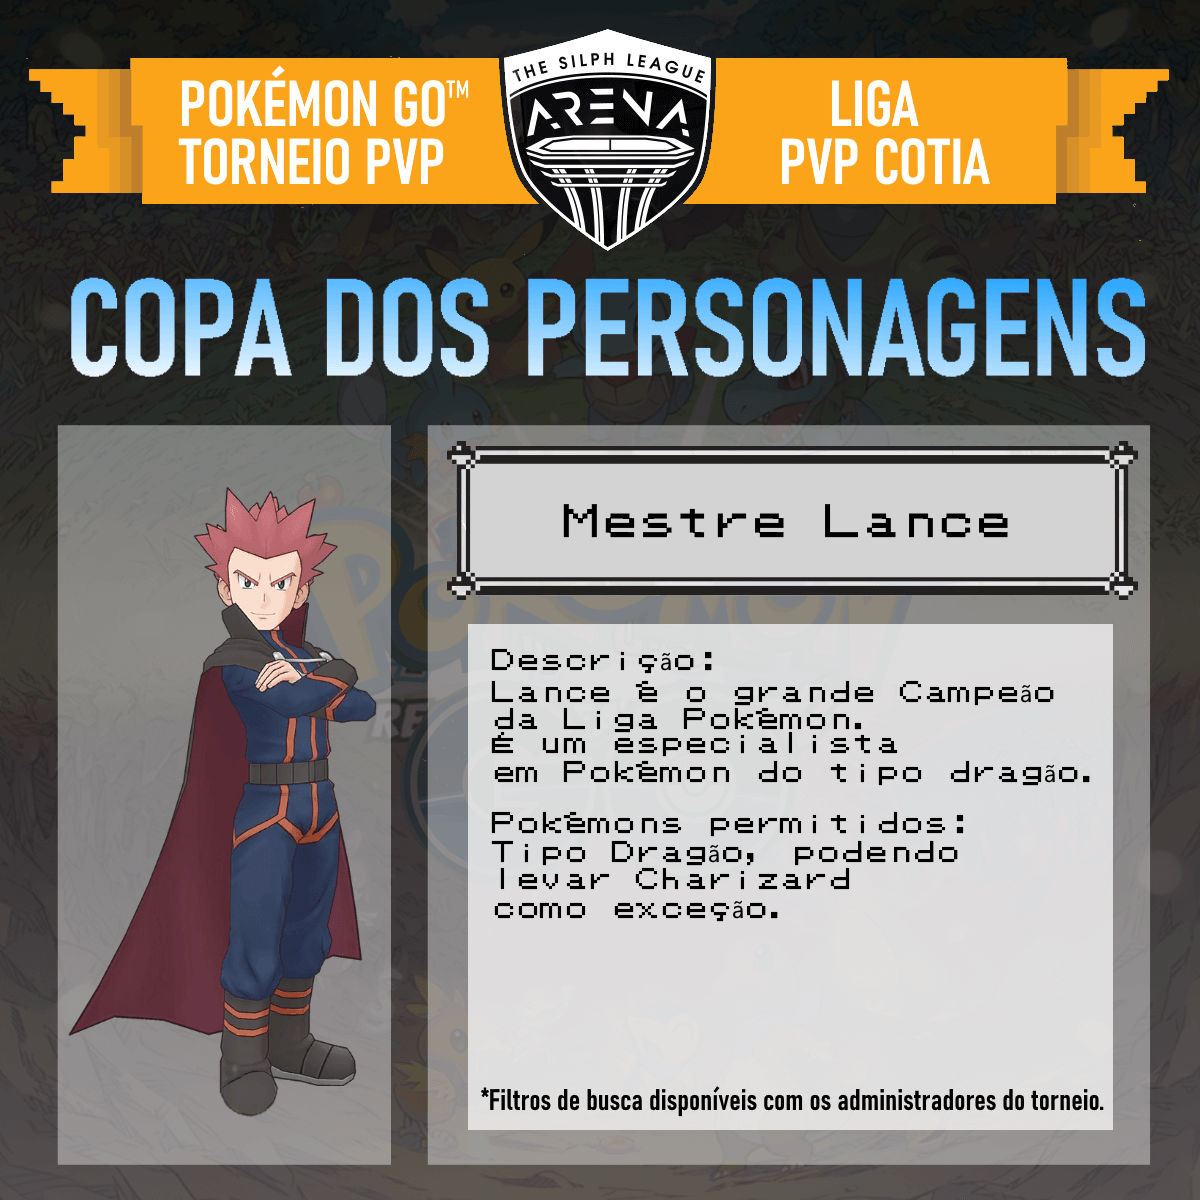 THE SILPH LEAGUE
ARENA
POKÉMON GO™
TORNEIO PVP
LIGA
PVP COTIA
COPA DOS PERSONAGENS
Mestre Lance
Descrição:
Lance é o grande Campeão
da Liga Pokémon.
É um especialista
em Pokémon do tipo dragão.
Pokémons permitidos:
Tipo Dragão, podendo
levar Charizard
como exceção.
*Filtros de busca disponíveis com os administradores do torneio.
POKÉMON